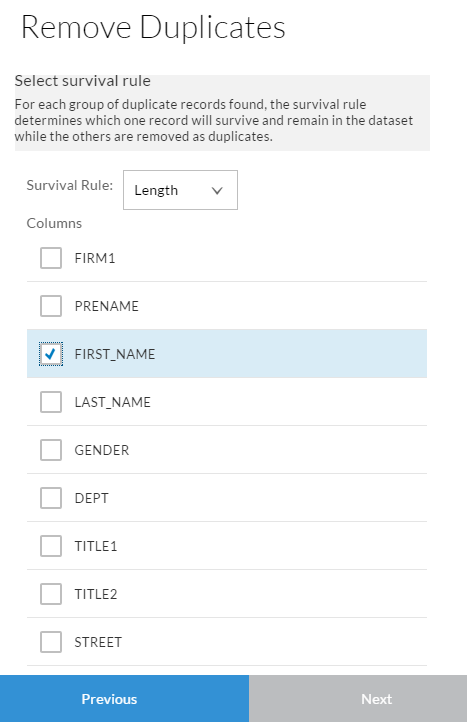 Remove Duplicates
Select survival rule
For each group of duplicate records found, the survival rule
determines which one record will survive and remain in the dataset
while the others are removed as duplicates.
Survival Rule: Length
Columns
FIRM1
PRENAME
FIRST_NAME
LAST_NAME
GENDER
DEPT
TITLE1
TITLE2
STREET
Previous Next